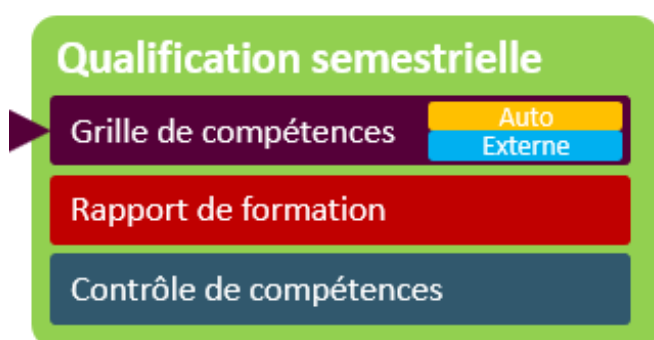 Qualification semestrielle
Grille de compétences
Auto
Externe
Rapport de formation
Contrôle de compétences